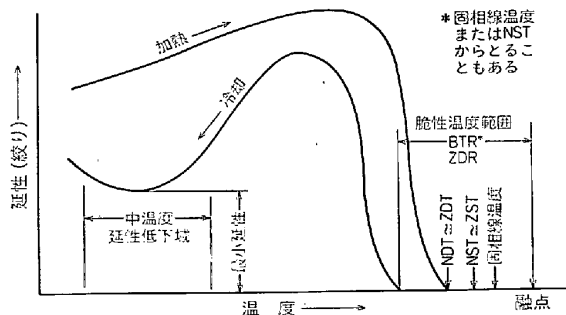 *固相線温度
またはNST
からとるこ
ともある
加熱
冷却
脆性温度範囲
BTR*
ZDR
延性(絞り)
中温度
延性低下域
最小延性
NDT≃ZDT
NST≃ZST
固相線温度
温 度
融点